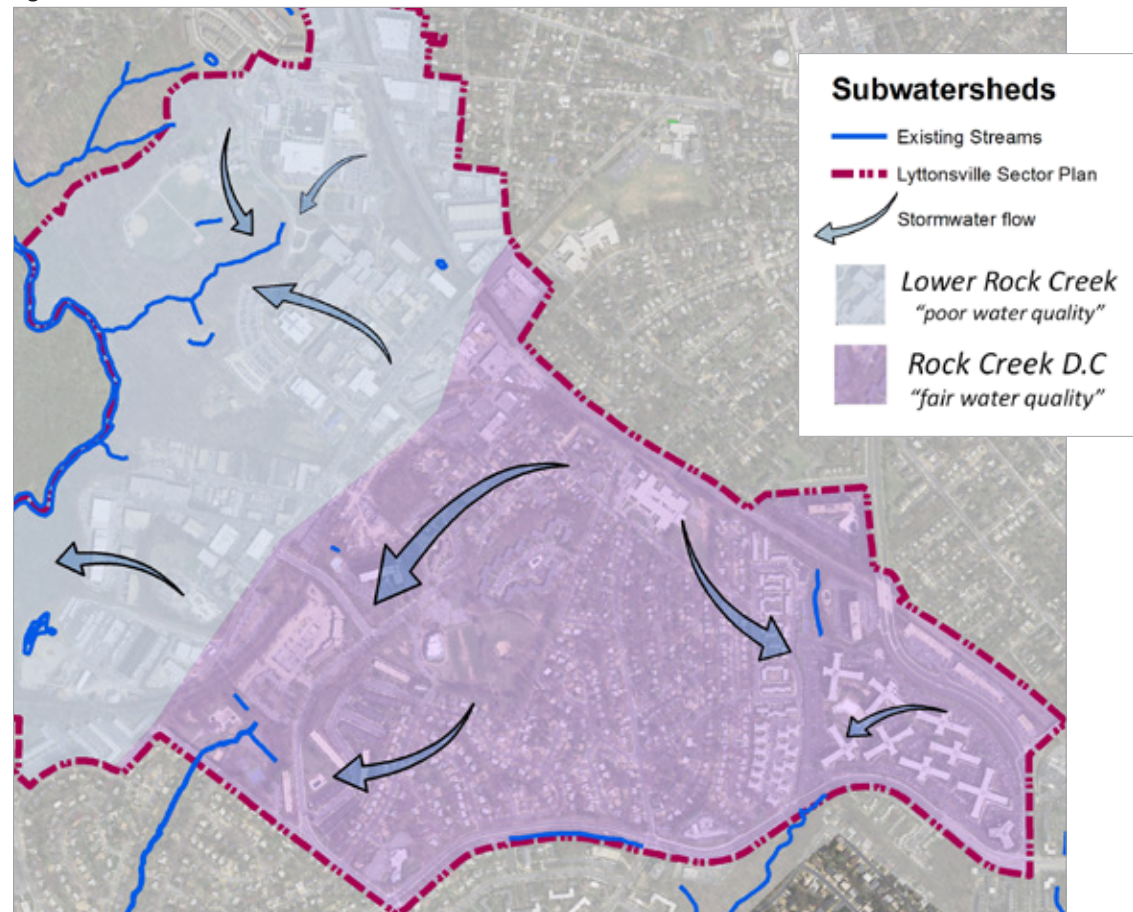 Subwatersheds
Existing Streams
Lyttonsville Sector Plan
Stormwater flow
Lower Rock Creek
“poor water quality”
Rock Creek D.C
“fair water quality”